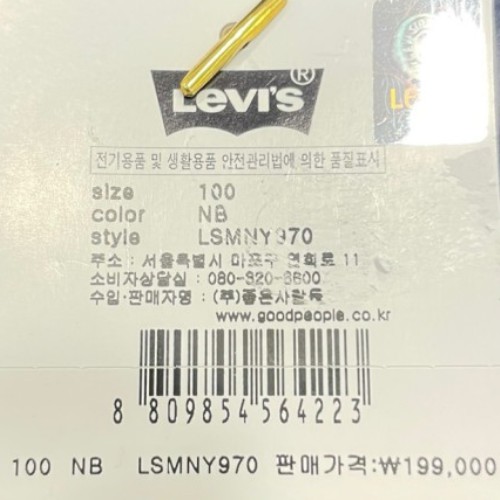 Levi's®
전기용품 및 생활용품 안전관리법에 의한 품질표시
size 100
color NB
style LSMNY970
주소 : 서울특별시 마포구 연희로 11
소비자상담실 : 080-320-3600
수입·판매자명 : (주)좋은사람들
www.goodpeople.co.kr
8 809854 564223
100 NB LSMNY970 판매가격:₩199,000